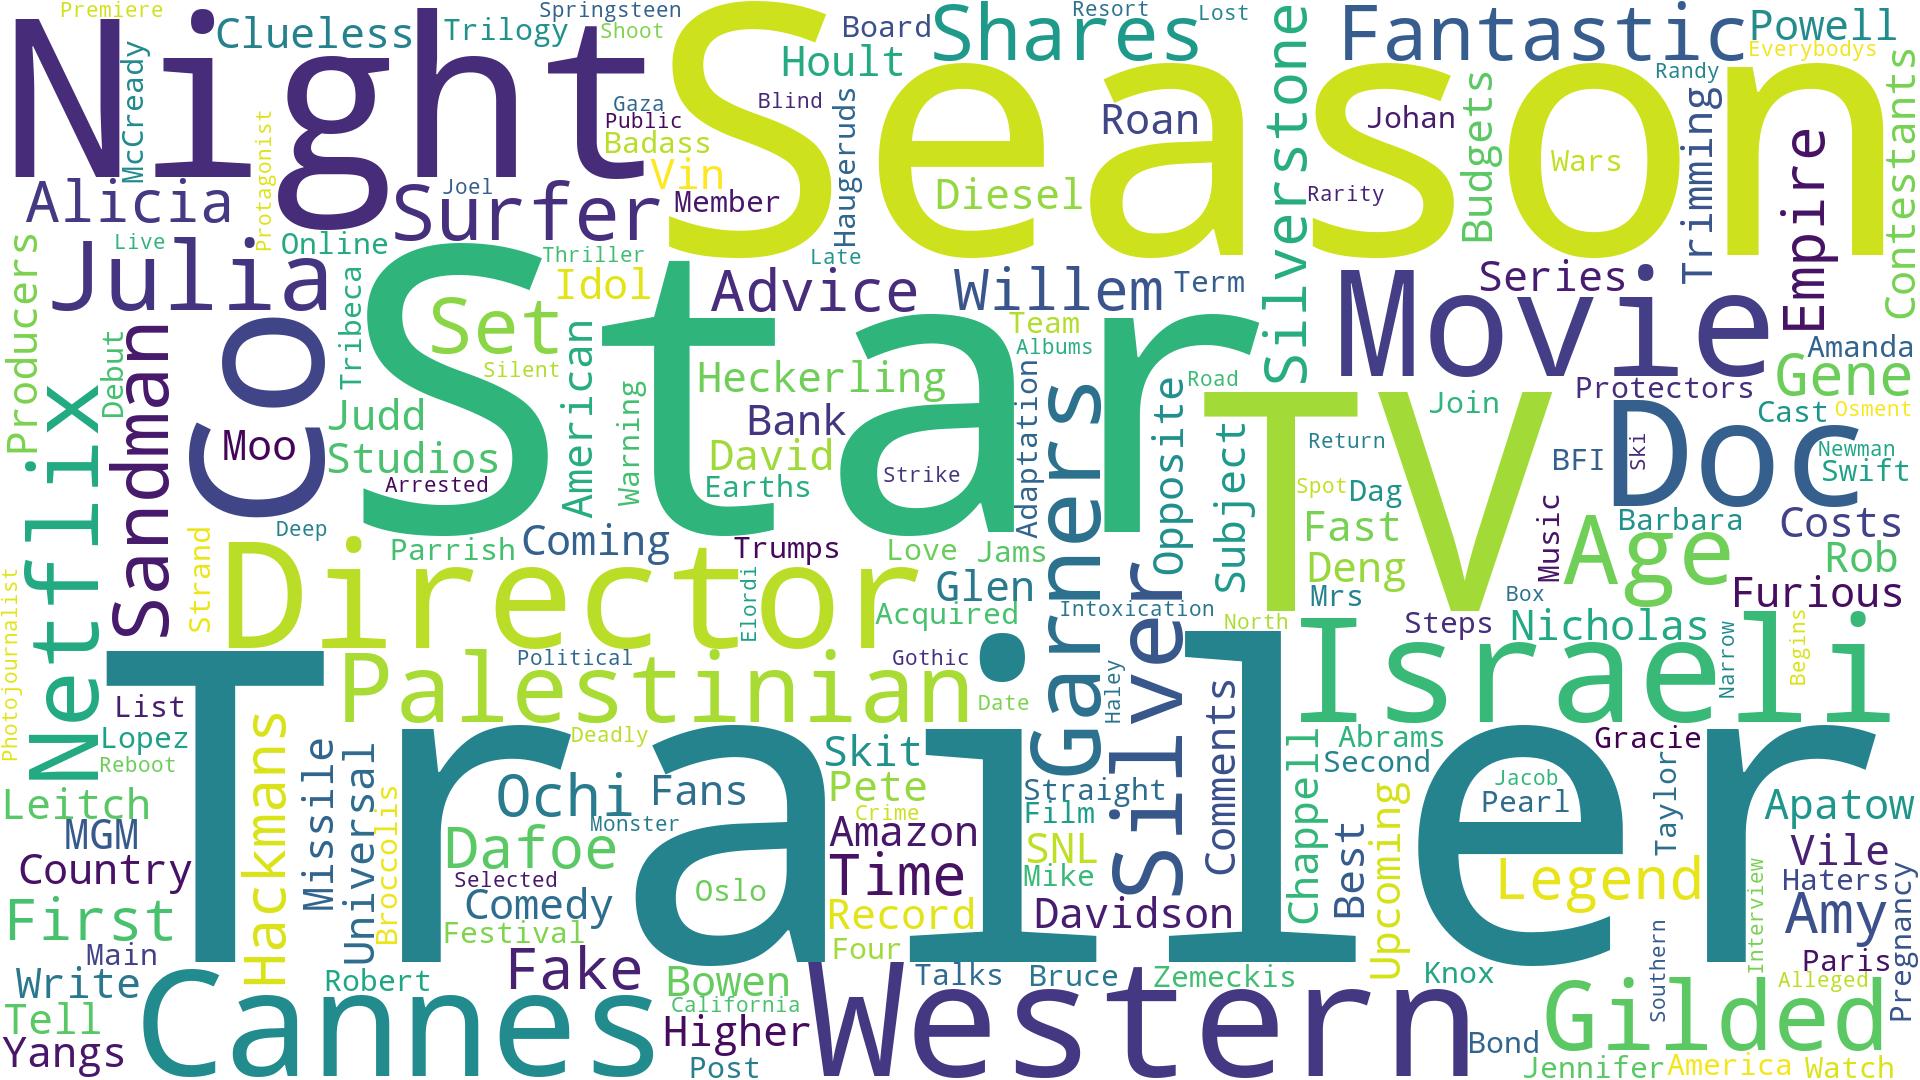 Premiere
Night
McCready
Clueless
Trilogy
Springsteen
Shoot
Season
Board
Hoult
Shares
Resort
Lost
Silverstone
Fantastic
Powell
Everybodys
Randy
Contestants
Gaza
Public
Badass
Blind
Haugeruds
Roan
Johan
Budgets
Wars
Trimming
Empire
Protagonist
Alicia
Joel
Surfer
Vin
Member
Diesel
Rarity
Producers
Live
Julia
Online
Tribeca
Thriller
Idol
Late
Advice
Willem
Term
Movie
Series
Star
Set
Silent
American
Warning
Team
Albums
Amanda
Gene
Protectors
Debut
Sandman
Co
Moo
Judd
Studios
Arrested
Heckerling
Bank
David
Earths
Strike
Adaptation
Garners
Opposite
Road
TV
Join
Return
Subject
Spot
Dag
BFI
Doc
Ski
Cast
Osment
Newman
Swift
Netflix
Strand
Deep
Director
Parrish
Coming
Trumps
Love
Jams
Elordi
Glen
Acquired
Intoxication
Fast
Deng
Mrs
Box
Music
Age
Barbara
Costs
Rob
Furious
Photojournalist
Palestinian
Political
Gothic
Date
Silver
Haley
North
Steps
Nicholas
Israeli
Narrow
Begins
List
Lopez
Reboot
Trailer
Hackmans
Missile
Universal
Broccolis
Deadly
Ochi
Fans
Monster
Dafoe
Selected
Comedy
Festival
Oslo
Skit
Pete
Crime
Amazon
Time
Record
Four
Straight
Film
SNL
Mike
Davidson
Comments
Chappell
Abrams
Second
Best
Upcoming
Gracie
Jacob
Pearl
Taylor
Legend
Apatow
Vile
Haters
Amy
Pregnancy
Interview
Paris
Alleged
Southern
Leitch
MGM
Country
First
Main
Write
Tell
Yangs
Cannes
Robert
Fake
Bowen
California
Higher
Post
Western
Talks
Bruce
Zemeckis
Knox
Bond
Gilded
Jennifer
America
Watch